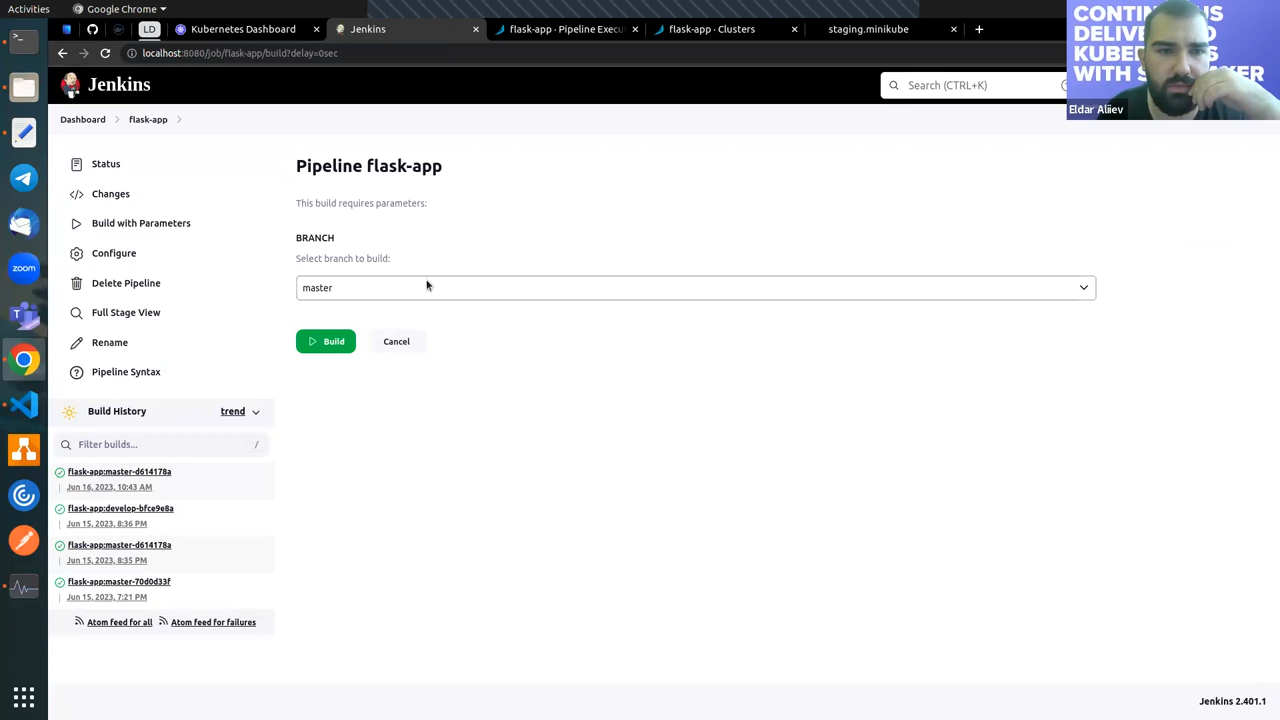 Activities
Google Chrome
LD
Kubernetes Dashboard
Jenkins
flask-app · Pipeline Execu
flask-app · Clusters
staging.minikube
localhost:8080/job/flask-app/build?delay=0sec
Jenkins
Search (CTRL+K)
Dashboard
flask-app
Status
Changes
Build with Parameters
Configure
Delete Pipeline
Full Stage View
Rename
Pipeline Syntax
Build History
trend
Filter builds...
/
flask-app:master-d614178a
Jun 16, 2023, 10:43 AM
flask-app:develop-bfce9e8a
Jun 15, 2023, 8:36 PM
flask-app:master-d614178a
Jun 15, 2023, 8:35 PM
flask-app:master-70d0d33f
Jun 15, 2023, 7:21 PM
Atom feed for all
Atom feed for failures
Pipeline flask-app
This build requires parameters:
BRANCH
Select branch to build:
master
Build
Cancel
zoom
Eldar Aliiev
Jenkins 2.401.1